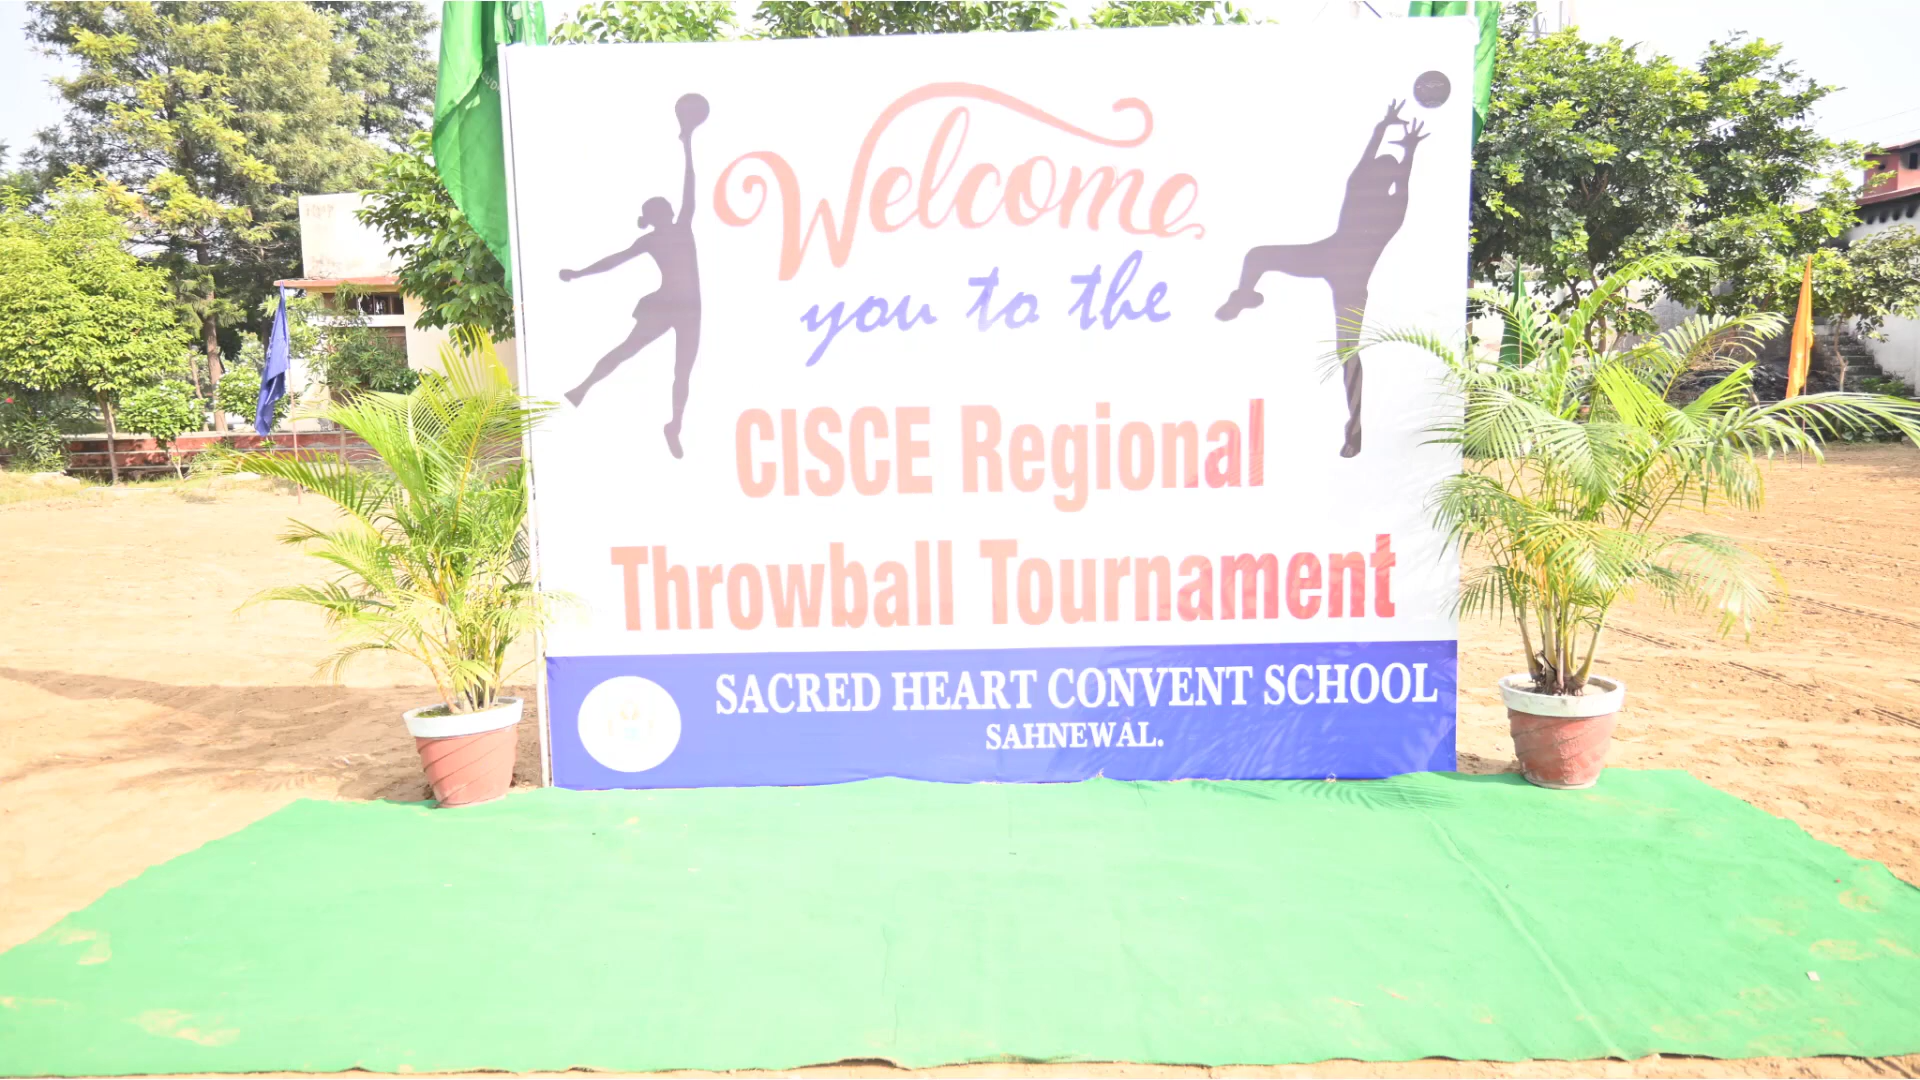 Welcome
you to the
CISCE Regional
Throwball Tournament
SACRED HEART CONVENT SCHOOL
SAHNEWAL.